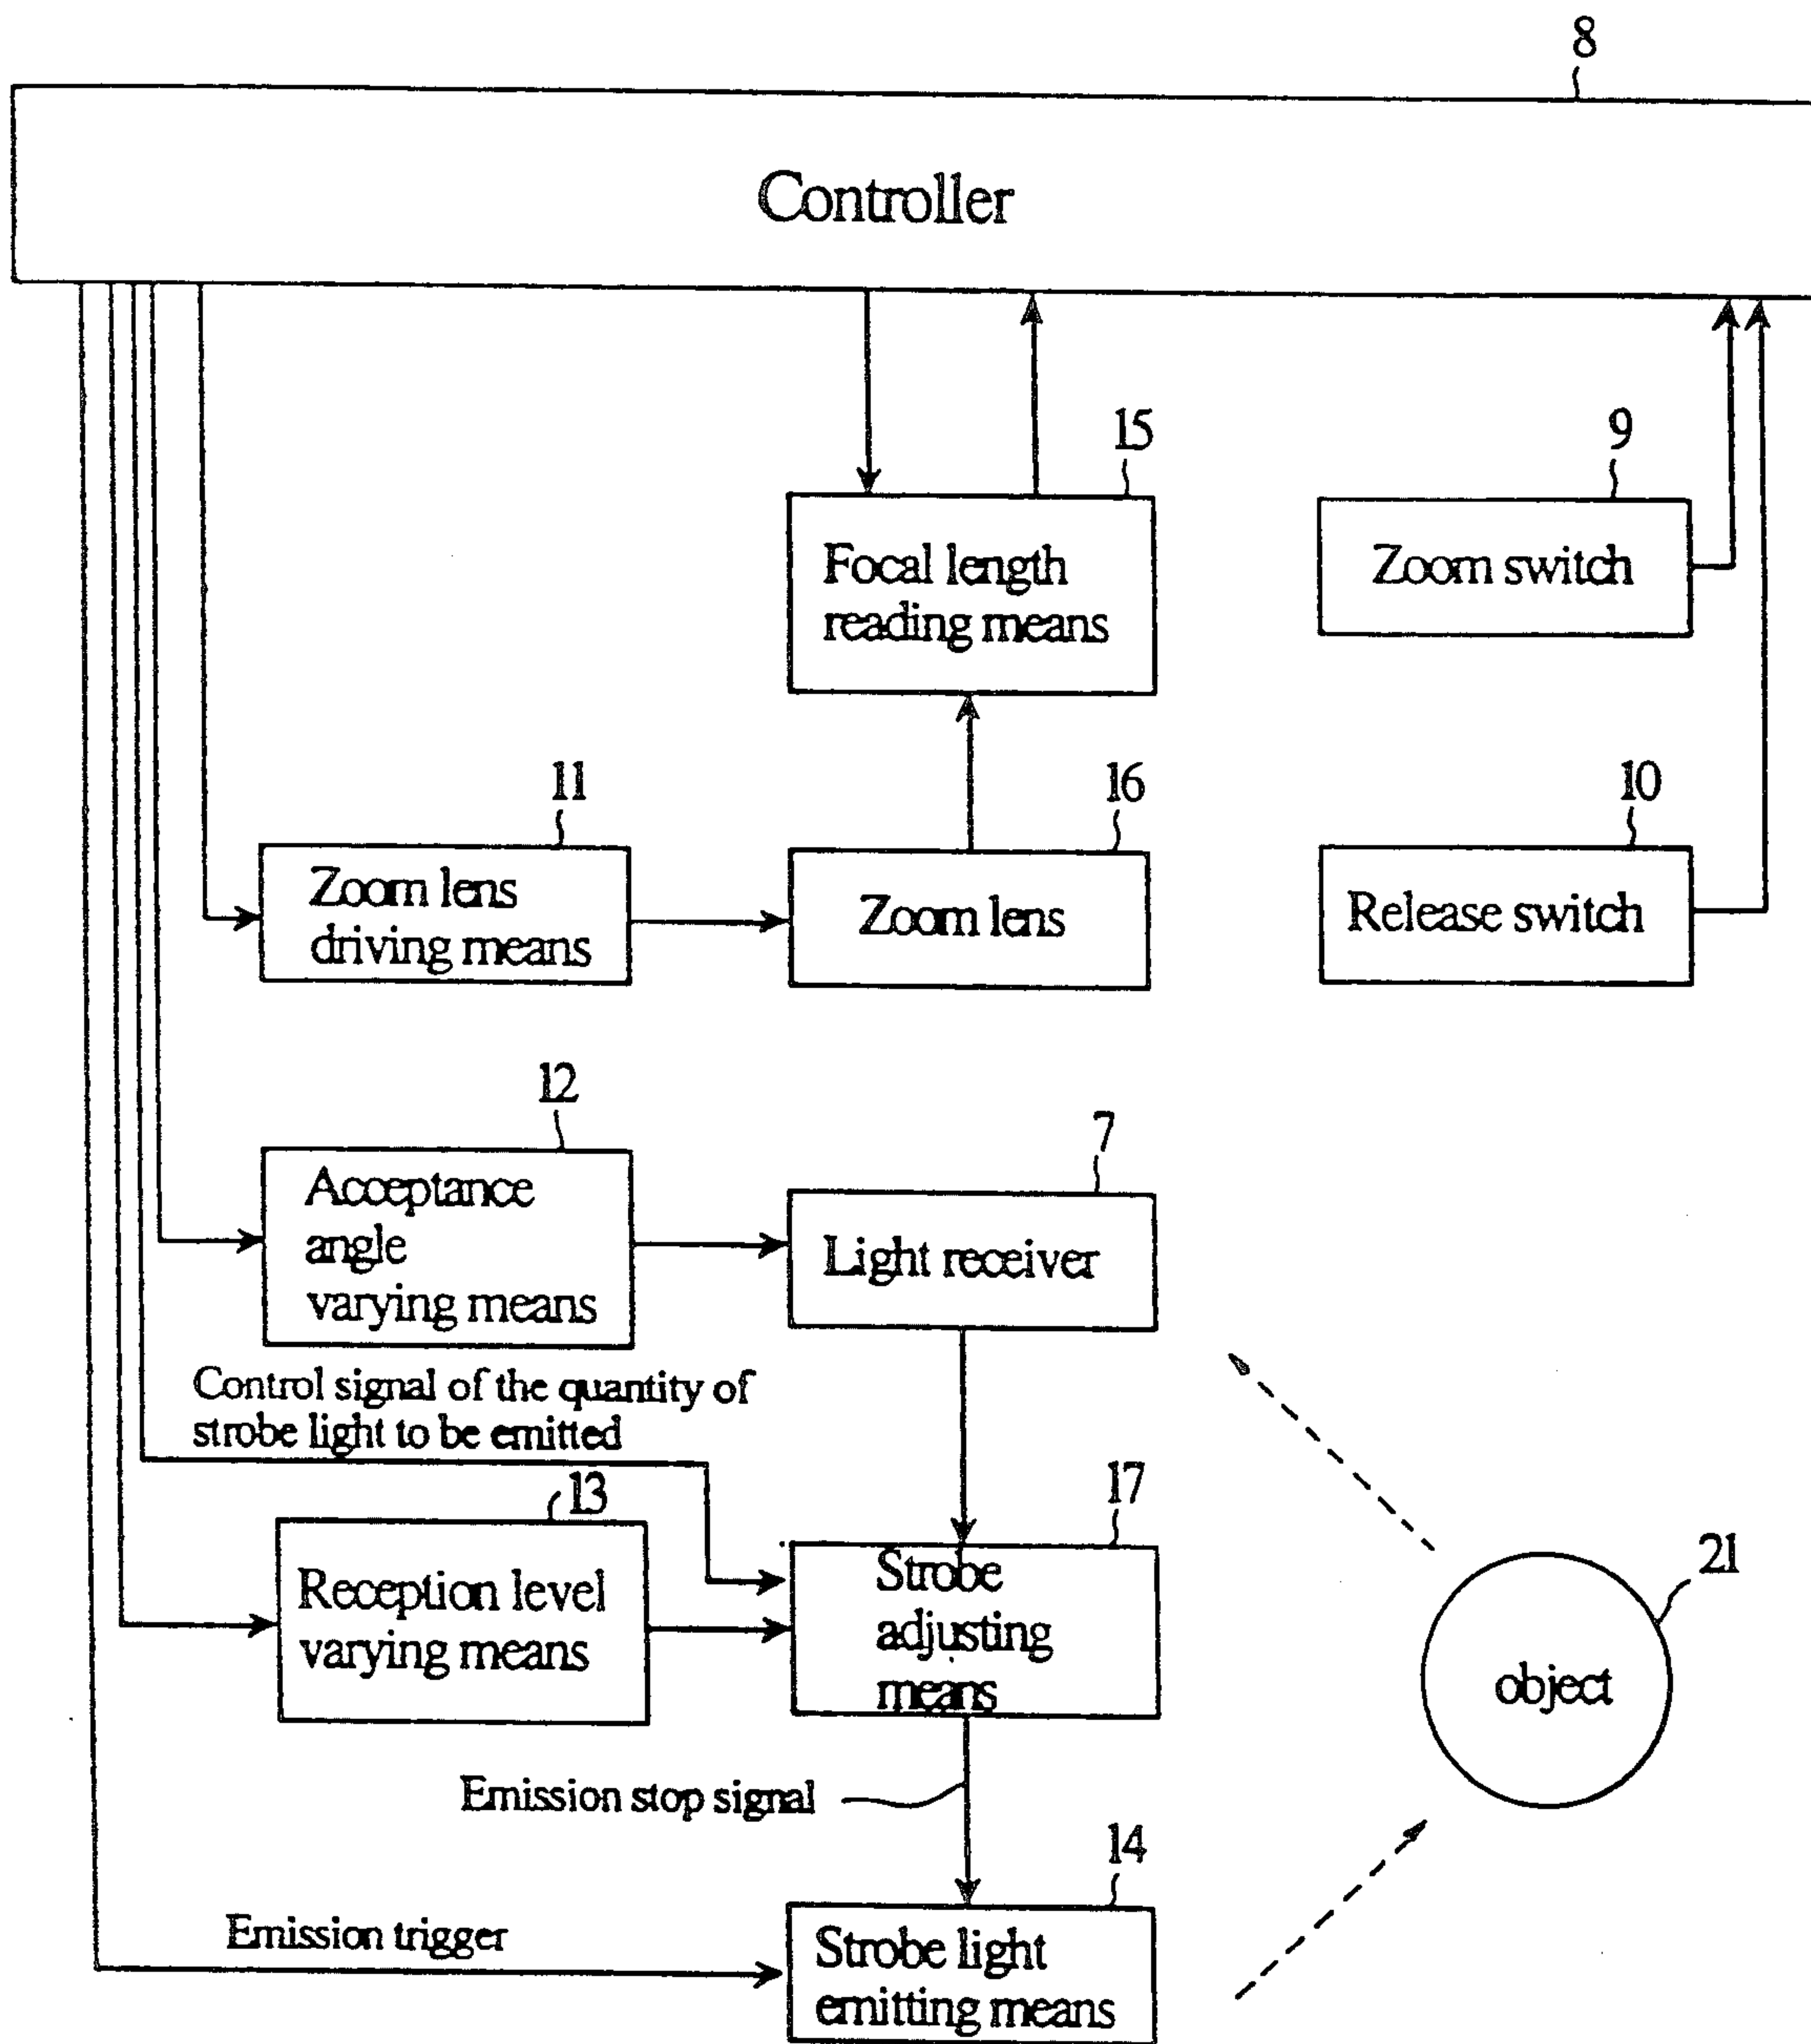 8
Controller
15
Focal length
reading means
9
Zoom switch
11
Zoom lens
driving means
16
Zoom lens
10
Release switch
12
Acceptance
angle
varying means
7
Light receiver
Control signal of the quantity of
strobe light to be emitted
13
Reception level
varying means
17
Strobe
adjusting
means
21
object
Emission stop signal
14
Emission trigger
Strobe light
emitting means